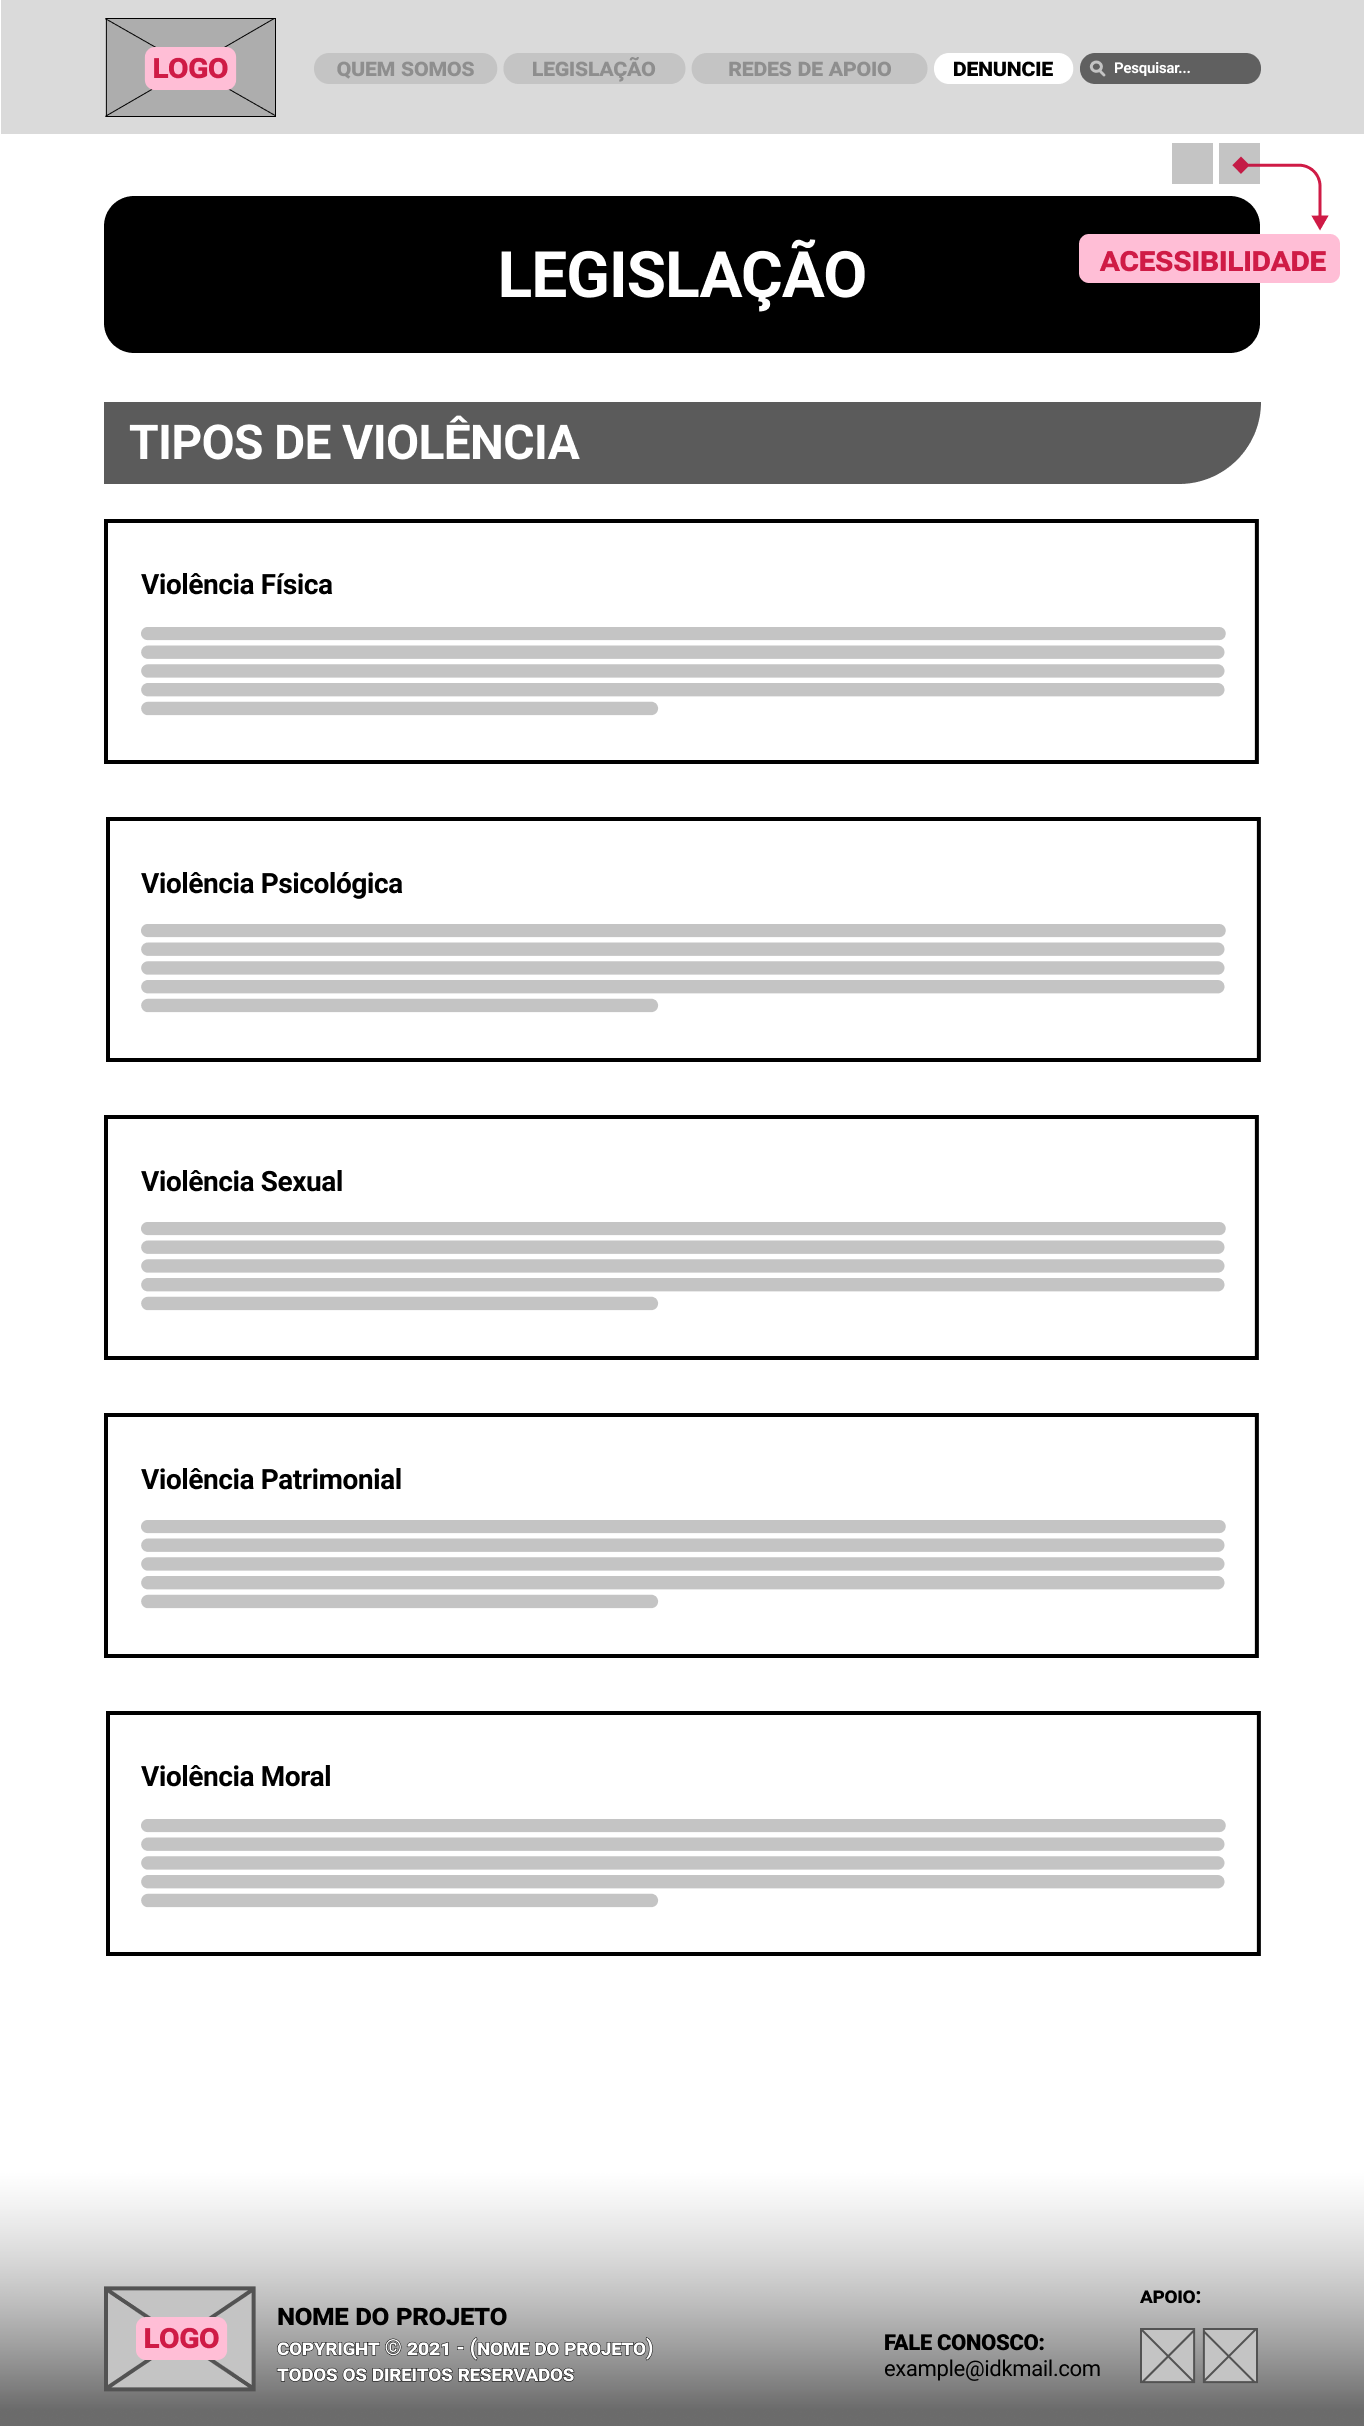 LOGO
QUEM SOMOS
LEGISLAÇÃO
REDES DE APOIO
DENUNCIE
Pesquisar...
LEGISLAÇÃO
ACESSIBILIDADE
TIPOS DE VIOLÊNCIA
Violência Física
Violência Psicológica
Violência Sexual
Violência Patrimonial
Violência Moral
LOGO
NOME DO PROJETO
COPYRIGHT © 2021 - (NOME DO PROJETO)
TODOS OS DIREITOS RESERVADOS
FALE CONOSCO:
example@idkmail.com
APOIO: